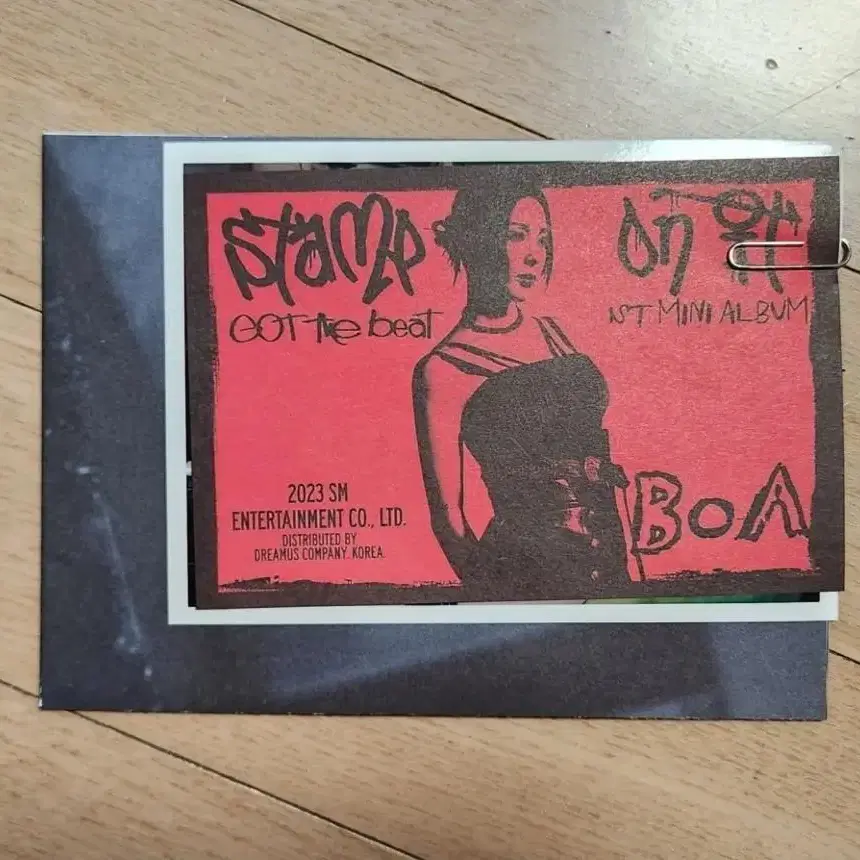 Stamp On It
GOT the beat
1ST MINI ALBUM
2023 SM
ENTERTAINMENT CO., LTD.
DISTRIBUTED BY
DREAMUS COMPANY. KOREA.
BoA